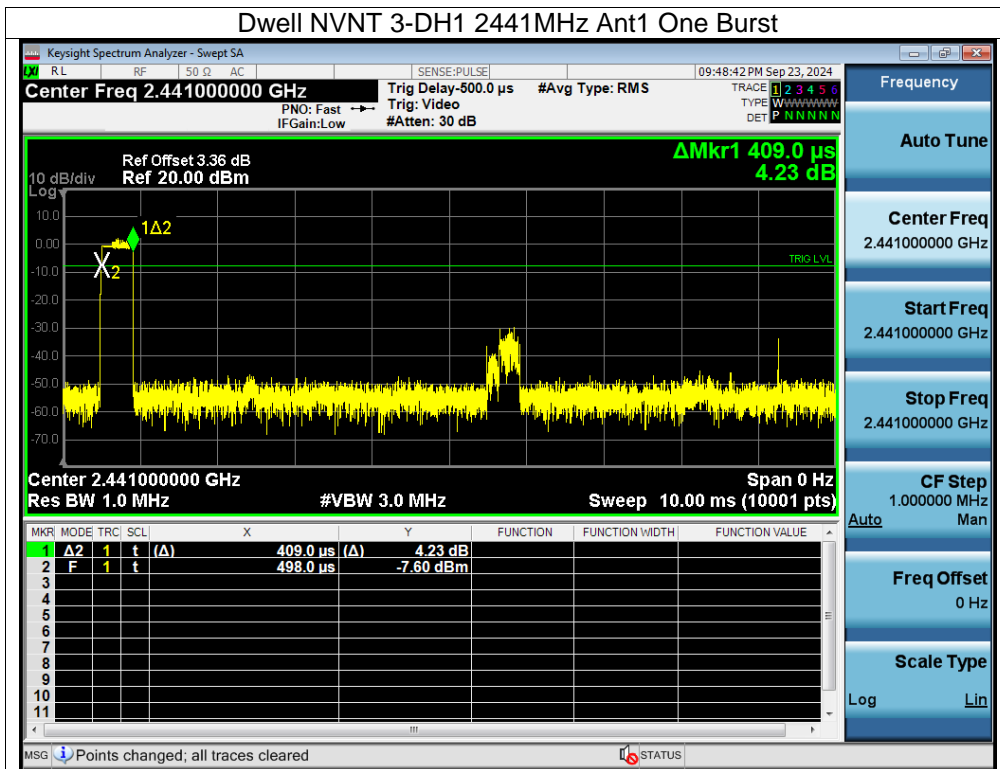 Dwell NVNT 3-DH1 2441MHz Ant1 One Burst
Keysight Spectrum Analyzer - Swept SA
LXI RL RF 50 Ω AC SENSE:PULSE 09:48:42 PM Sep 23, 2024
Center Freq 2.441000000 GHz
PNO: Fast
IFGain:Low
Trig Delay-500.0 µs
Trig: Video
#Atten: 30 dB
#Avg Type: RMS
TRACE 1 2 3 4 5 6
TYPE WWWWWW
DET P N N N N N
ΔMkr1 409.0 µs
4.23 dB
Ref Offset 3.36 dB
10 dB/div Ref 20.00 dBm
Log
10.0
0.00
-10.0
-20.0
-30.0
-40.0
-50.0
-60.0
-70.0
1Δ2
X2
TRIG LVL
Center 2.441000000 GHz Span 0 Hz
Res BW 1.0 MHz #VBW 3.0 MHz Sweep 10.00 ms (10001 pts)
MKR MODE TRC SCL X Y FUNCTION FUNCTION WIDTH FUNCTION VALUE
1 Δ2 1 t (Δ) 409.0 µs (Δ) 4.23 dB
2 F 1 t 498.0 µs -7.60 dBm
3
4
5
6
7
8
9
10
11
MSG Points changed; all traces cleared STATUS
Frequency
Auto Tune
Center Freq
2.441000000 GHz
Start Freq
2.441000000 GHz
Stop Freq
2.441000000 GHz
CF Step
1.000000 MHz
Auto Man
Freq Offset
0 Hz
Scale Type
Log Lin